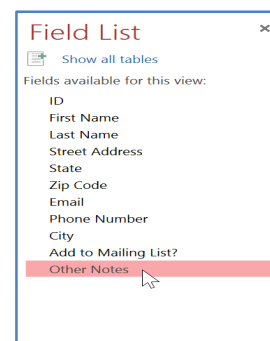 Field List
Show all tables
Fields available for this view:
ID
First Name
Last Name
Street Address
State
Zip Code
Email
Phone Number
City
Add to Mailing List?
Other Notes